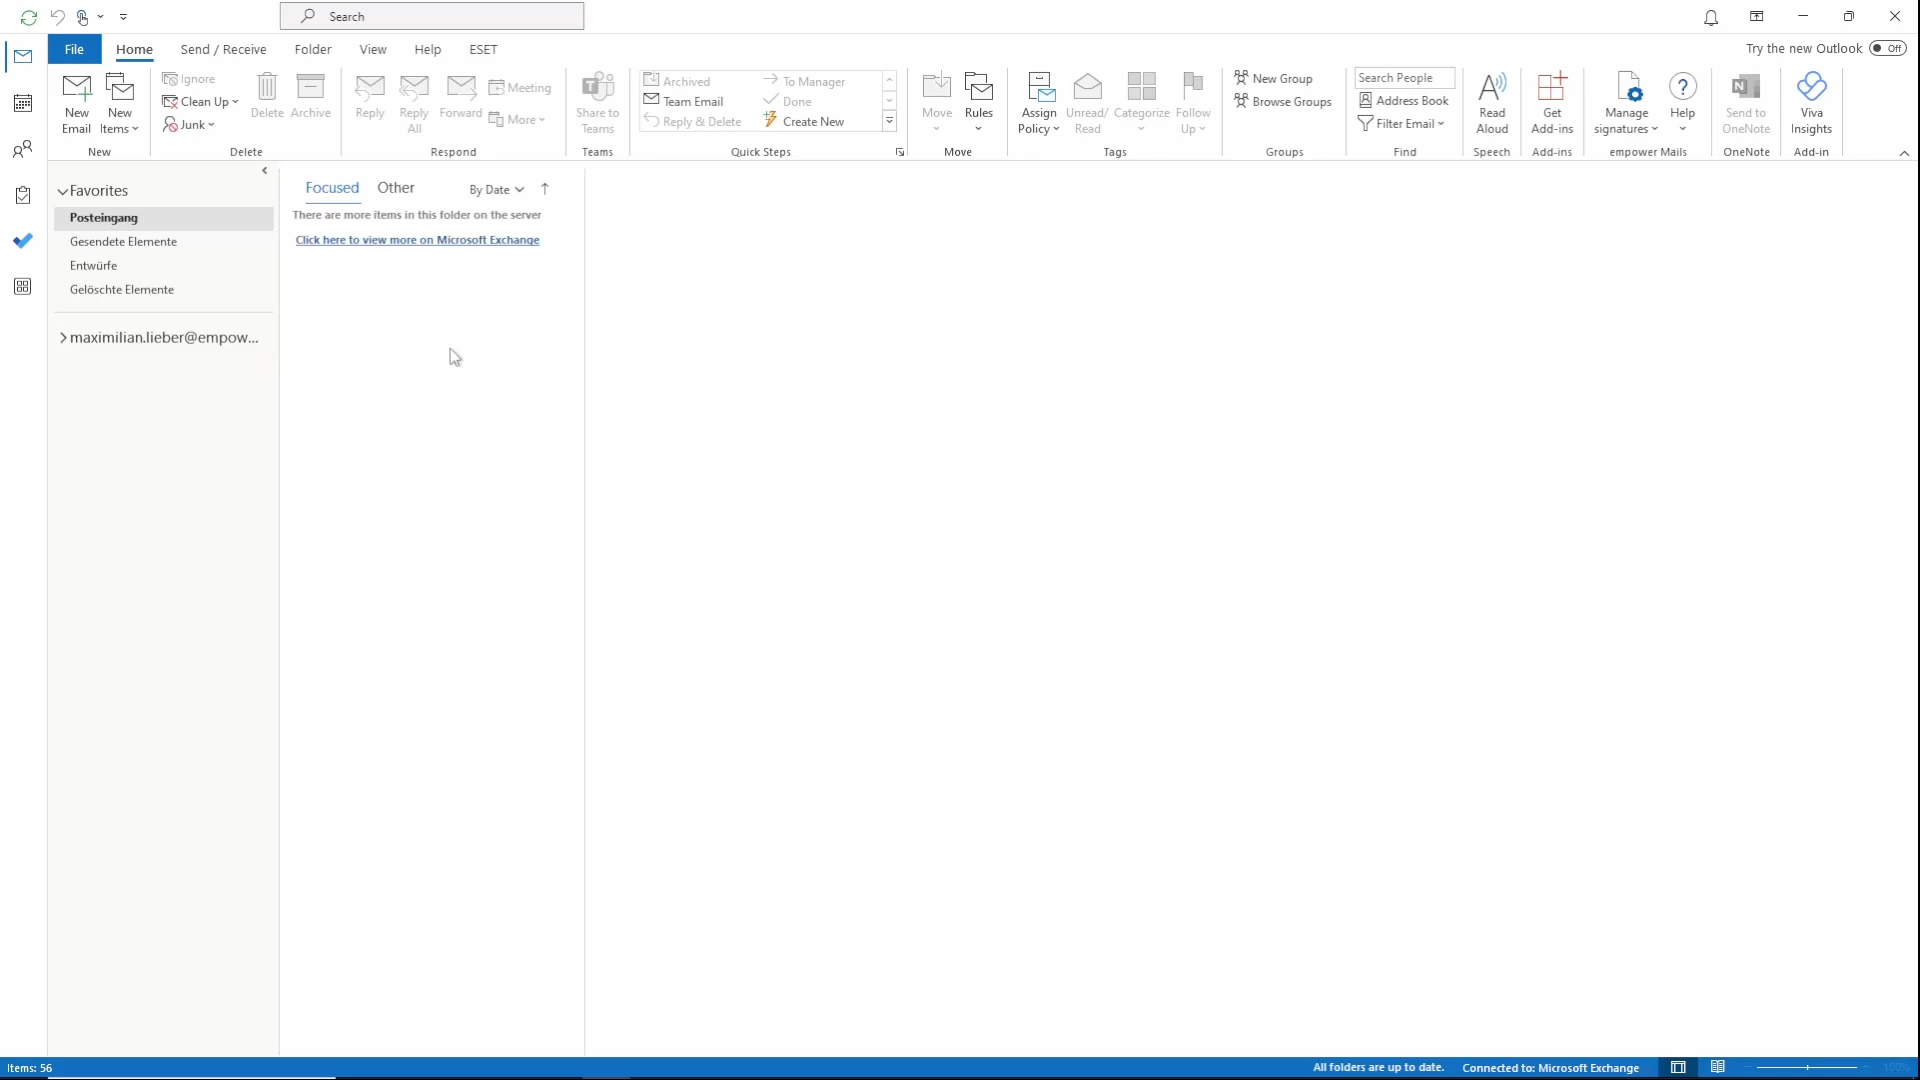 Search
File Home Send / Receive Folder View Help ESET
Try the new Outlook Off
New Email
New Items
Ignore
Clean Up
Junk
Delete
Archive
Reply
Reply All
Forward
Meeting
More
Share to Teams
Archived
Team Email
Reply & Delete
To Manager
Done
Create New
Move
Rules
Assign Policy
Unread/ Read
Categorize
Follow Up
New Group
Browse Groups
Search People
Address Book
Filter Email
Read Aloud
Get Add-ins
Manage signatures
Help
Send to OneNote
Viva Insights
New Delete Respond Teams Quick Steps Move Tags Groups Find Speech Add-ins empower Mails OneNote Add-in
Favorites
Posteingang
Gesendete Elemente
Entwürfe
Gelöschte Elemente
maximilian.lieber@empow...
Focused Other By Date
There are more items in this folder on the server
Click here to view more on Microsoft Exchange
Items: 56
All folders are up to date. Connected to: Microsoft Exchange